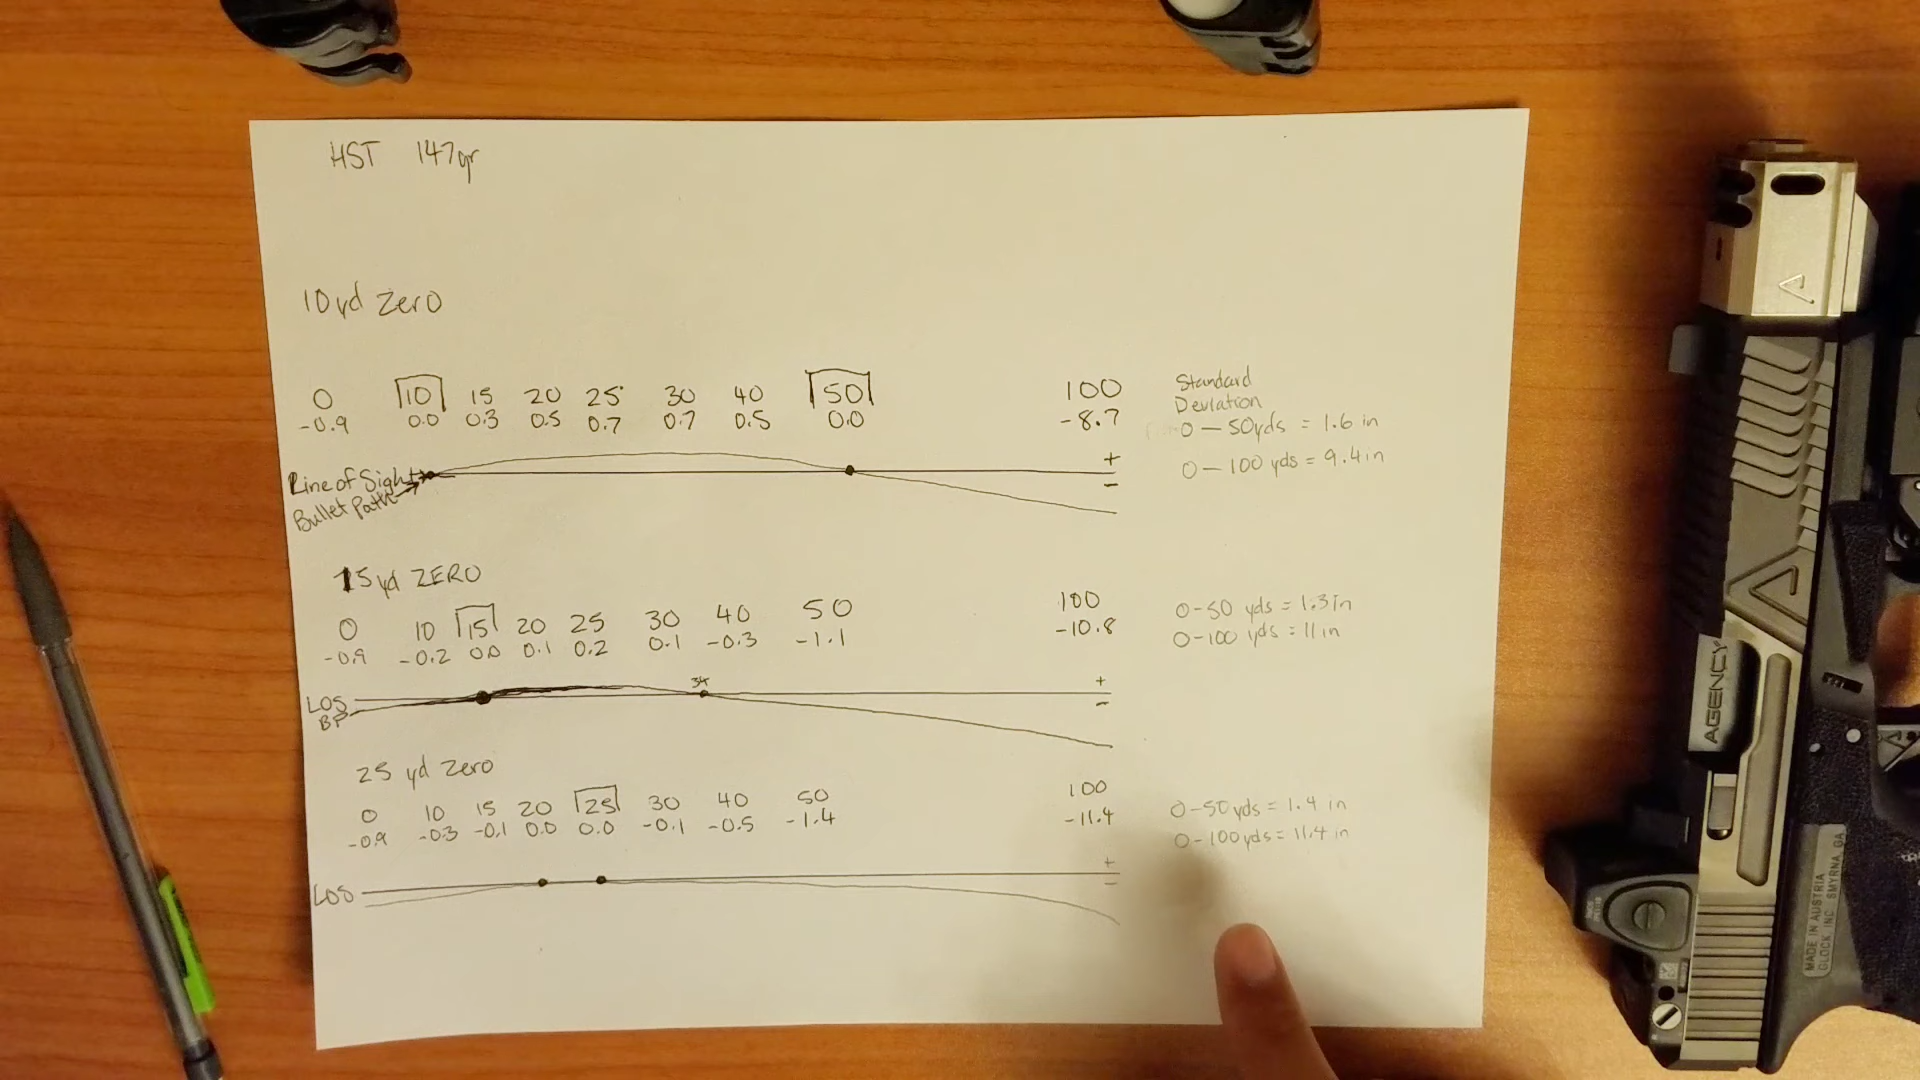 HST 147gr
10 yd Zero
0 10 15 20 25 30 40 50 100
-0.9 0.0 0.3 0.5 0.7 0.7 0.5 0.0 -8.7
Standard
Deviation
0 — 50yds = 1.6 in
0 — 100 yds = 9.4 in
+
Line of Sight
-
Bullet Path
15 yd ZERO
0 10 15 20 25 30 40 50 100
-0.9 -0.2 0.0 0.1 0.2 0.1 -0.3 -1.1 -10.8
0-50 yds = 1.3in
0-100 yds = 11 in
34
+
LOS
-
BP
25 yd Zero
0 10 15 20 25 30 40 50 100
-0.9 -0.3 -0.1 0.0 0.0 -0.1 -0.5 -1.4 -11.4
0-50 yds = 1.4 in
0-100yds = 11.4 in
+
-
LOS
AGENCY
MADE IN AUSTRIA
GLOCK, INC. SMYRNA, GA.